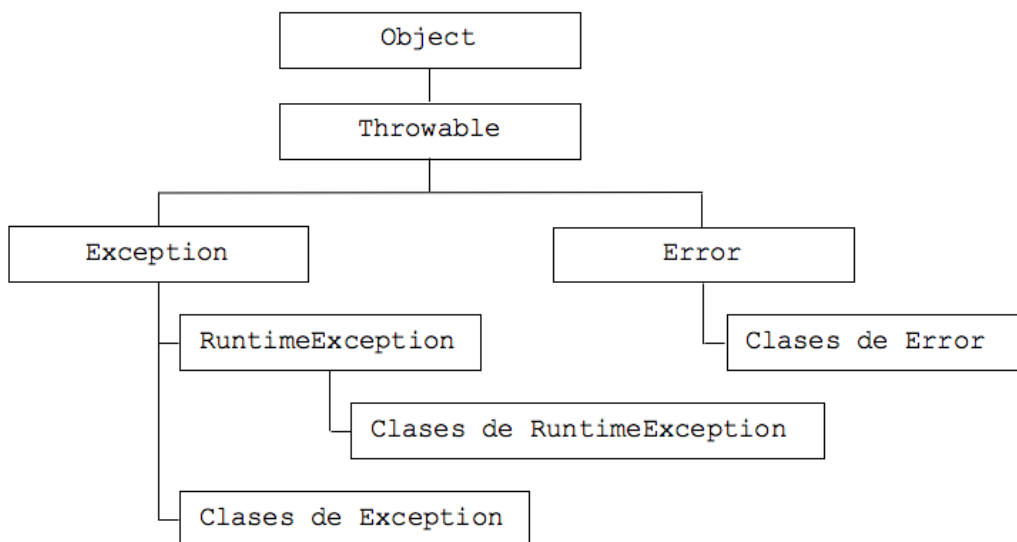 Object
Throwable
Exception
Error
RuntimeException
Clases de Error
Clases de RuntimeException
Clases de Exception